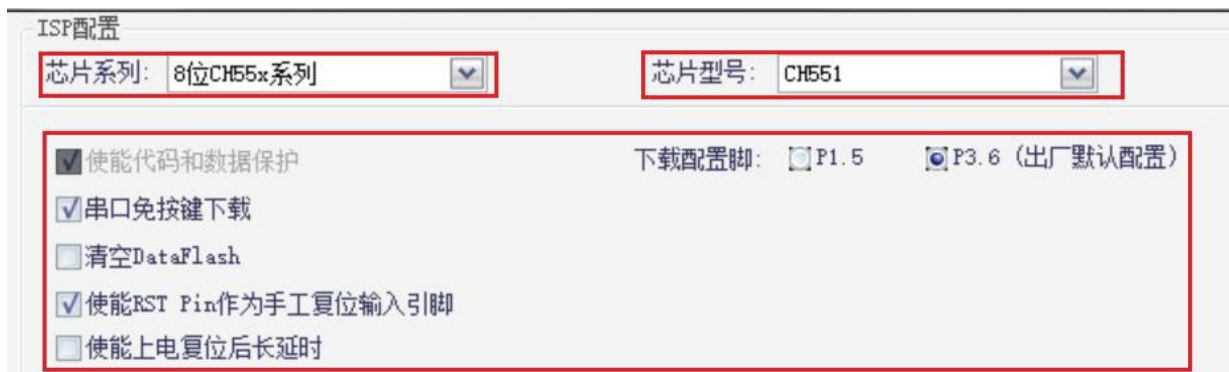 ISP配置
芯片系列: 8位CH55x系列 芯片型号: CH551
使能代码和数据保护 下载配置脚: P1.5 P3.6 (出厂默认配置)
串口免按键下载
清空DataFlash
使能RST Pin作为手工复位输入引脚
使能上电复位后长延时